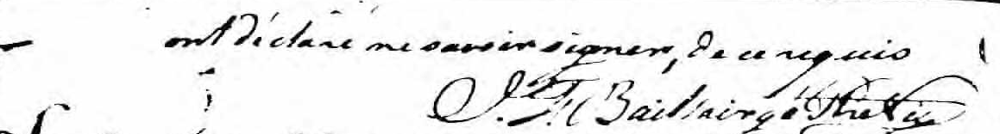 ont déclaré ne savoir signer, de ce requis
J. F. Baillairgé Ptre